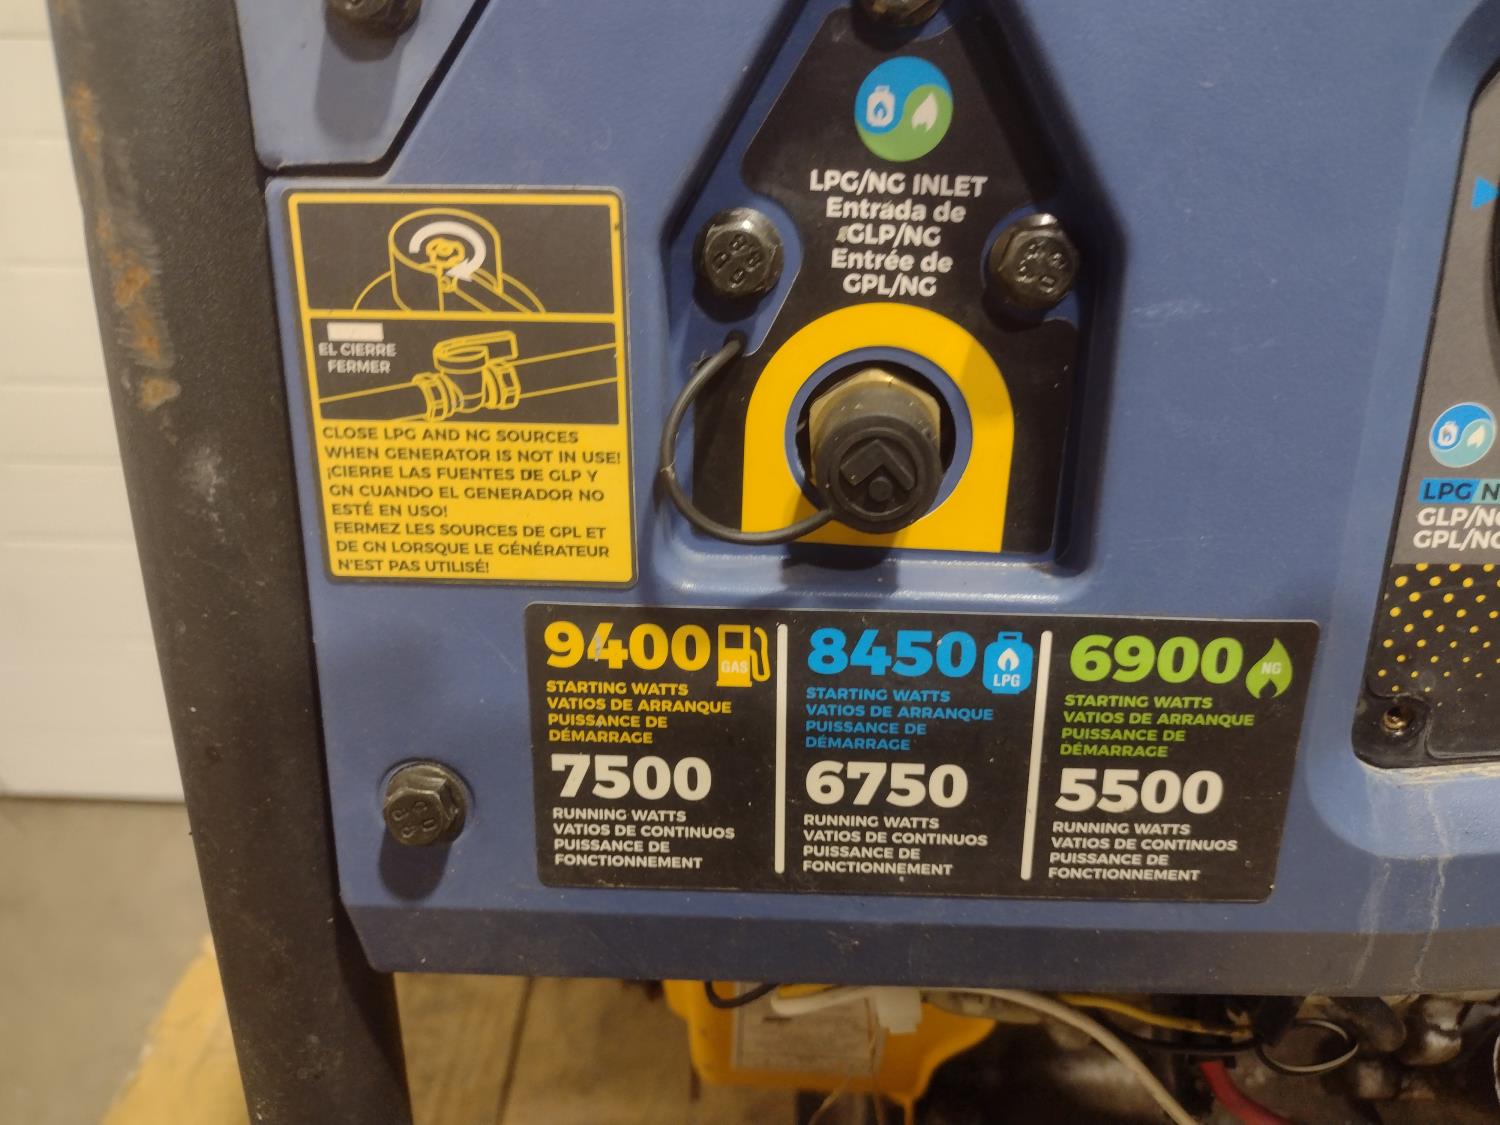 LPG/NG INLET
Entrada de
GLP/NG
Entrée de
GPL/NG
EL CIERRE
FERMER
CLOSE LPG AND NG SOURCES
WHEN GENERATOR IS NOT IN USE!
¡CIERRE LAS FUENTES DE GLP Y
GN CUANDO EL GENERADOR NO
ESTÉ EN USO!
FERMEZ LES SOURCES DE GPL ET
DE GN LORSQUE LE GÉNÉRATEUR
N'EST PAS UTILISÉ!
9400 GAS
STARTING WATTS
VATIOS DE ARRANQUE
PUISSANCE DE
DÉMARRAGE
7500
RUNNING WATTS
VATIOS DE CONTINUOS
PUISSANCE DE
FONCTIONNEMENT
8450 LPG
STARTING WATTS
VATIOS DE ARRANQUE
PUISSANCE DE
DÉMARRAGE
6750
RUNNING WATTS
VATIOS DE CONTINUOS
PUISSANCE DE
FONCTIONNEMENT
6900 NG
STARTING WATTS
VATIOS DE ARRANQUE
PUISSANCE DE
DÉMARRAGE
5500
RUNNING WATTS
VATIOS DE CONTINUOS
PUISSANCE DE
FONCTIONNEMENT
LPG/N
GLP/NG
GPL/NG